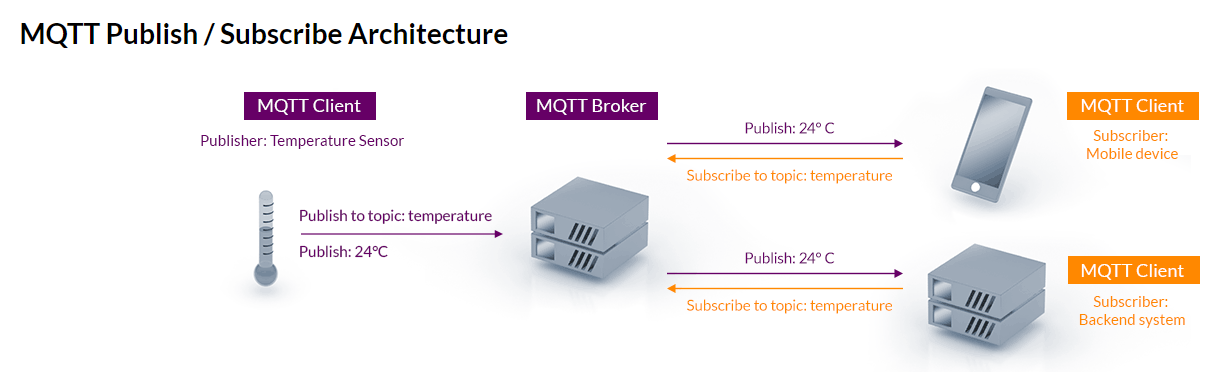 MQTT Publish / Subscribe Architecture
MQTT Client
Publisher: Temperature Sensor
Publish to topic: temperature
Publish: 24°C
MQTT Broker
Publish: 24° C
Subscribe to topic: temperature
MQTT Client
Subscriber:
Mobile device
Publish: 24° C
Subscribe to topic: temperature
MQTT Client
Subscriber:
Backend system